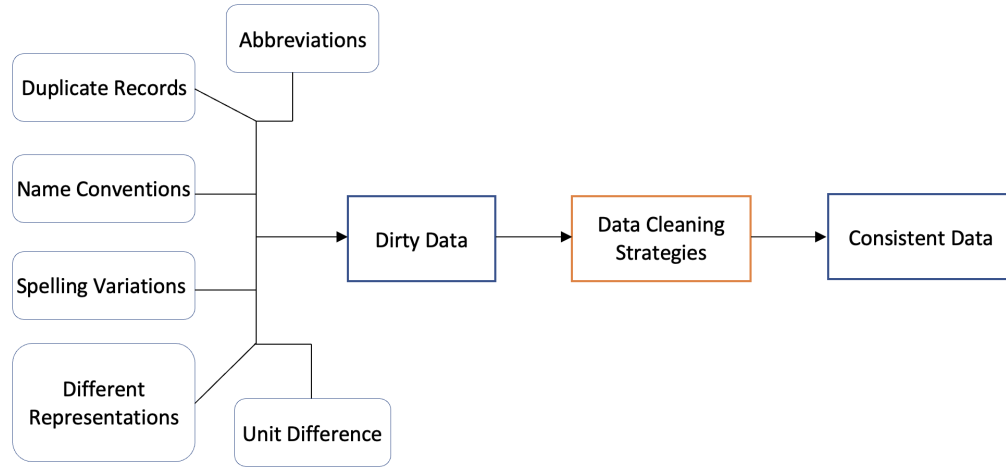 Abbreviations
Duplicate Records
Name Conventions
Spelling Variations
Different
Representations
Unit Difference
Dirty Data
Data Cleaning
Strategies
Consistent Data